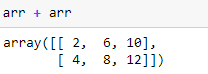 arr + arr
array([[ 2,  6, 10],
       [ 4,  8, 12]])